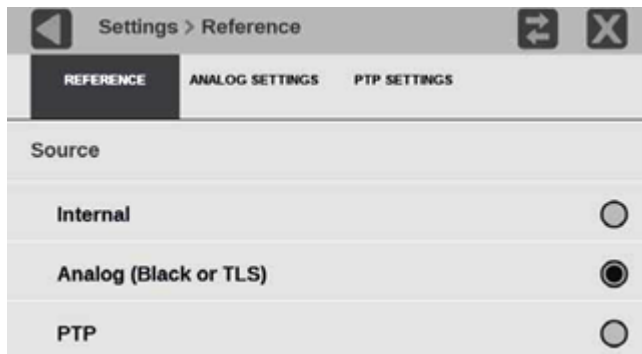 Settings > Reference
REFERENCE ANALOG SETTINGS PTP SETTINGS
Source
Internal
Analog (Black or TLS)
PTP